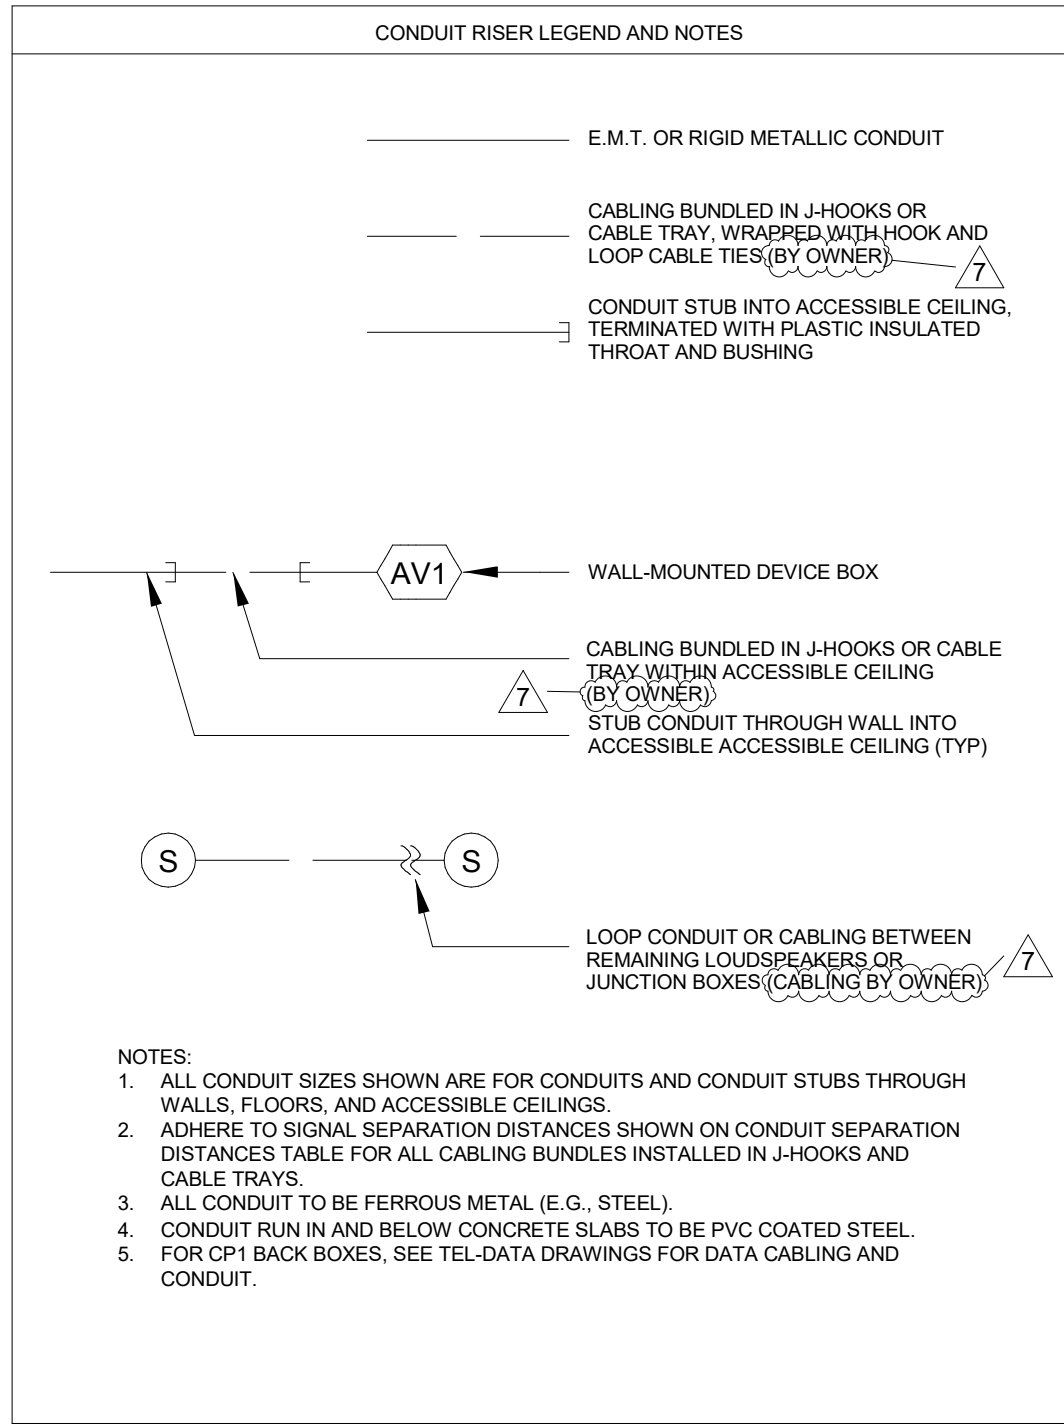 CONDUIT RISER LEGEND AND NOTES
E.M.T. OR RIGID METALLIC CONDUIT
CABLING BUNDLED IN J-HOOKS OR
CABLE TRAY, WRAPPED WITH HOOK AND
LOOP CABLE TIES (BY OWNER)
7
CONDUIT STUB INTO ACCESSIBLE CEILING,
TERMINATED WITH PLASTIC INSULATED
THROAT AND BUSHING
AV1
WALL-MOUNTED DEVICE BOX
CABLING BUNDLED IN J-HOOKS OR CABLE
TRAY WITHIN ACCESSIBLE CEILING
7
(BY OWNER)
STUB CONDUIT THROUGH WALL INTO
ACCESSIBLE ACCESSIBLE CEILING (TYP)
S
S
LOOP CONDUIT OR CABLING BETWEEN
REMAINING LOUDSPEAKERS OR
JUNCTION BOXES (CABLING BY OWNER)
7
NOTES:
1. ALL CONDUIT SIZES SHOWN ARE FOR CONDUITS AND CONDUIT STUBS THROUGH
WALLS, FLOORS, AND ACCESSIBLE CEILINGS.
2. ADHERE TO SIGNAL SEPARATION DISTANCES SHOWN ON CONDUIT SEPARATION
DISTANCES TABLE FOR ALL CABLING BUNDLES INSTALLED IN J-HOOKS AND
CABLE TRAYS.
3. ALL CONDUIT TO BE FERROUS METAL (E.G., STEEL).
4. CONDUIT RUN IN AND BELOW CONCRETE SLABS TO BE PVC COATED STEEL.
5. FOR CP1 BACK BOXES, SEE TEL-DATA DRAWINGS FOR DATA CABLING AND
CONDUIT.